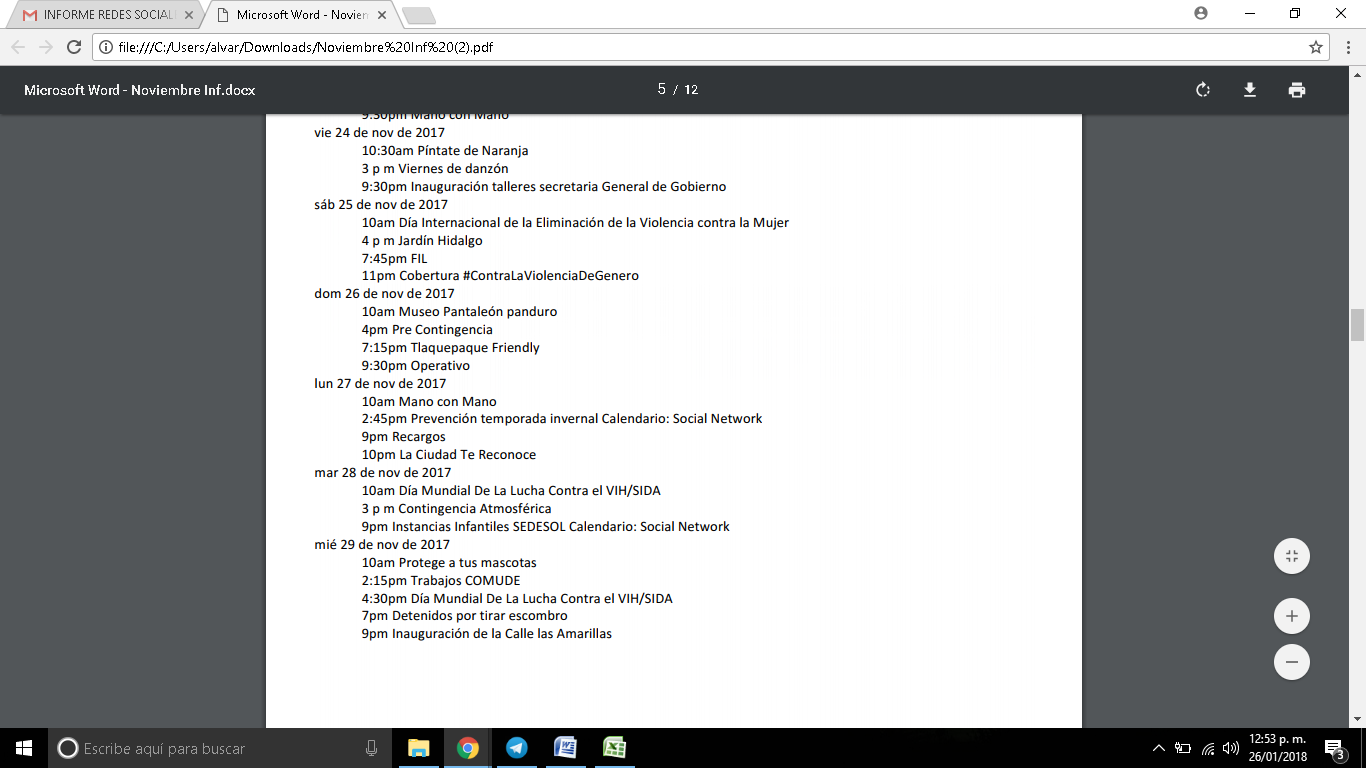 INFORME REDES SOCIAL
Microsoft Word - Noviem
file:///C:/Users/alvar/Downloads/Noviembre%20Inf%20(2).pdf
Microsoft Word - Noviembre Inf.docx
5 / 12
9:30pm Mano con Mano
vie 24 de nov de 2017
10:30am Píntate de Naranja
3 p m Viernes de danzón
9:30pm Inauguración talleres secretaria General de Gobierno
sáb 25 de nov de 2017
10am Día Internacional de la Eliminación de la Violencia contra la Mujer
4 p m Jardín Hidalgo
7:45pm FIL
11pm Cobertura #ContraLaViolenciaDeGenero
dom 26 de nov de 2017
10am Museo Pantaleón panduro
4pm Pre Contingencia
7:15pm Tlaquepaque Friendly
9:30pm Operativo
lun 27 de nov de 2017
10am Mano con Mano
2:45pm Prevención temporada invernal Calendario: Social Network
9pm Recargos
10pm La Ciudad Te Reconoce
mar 28 de nov de 2017
10am Día Mundial De La Lucha Contra el VIH/SIDA
3 p m Contingencia Atmosférica
9pm Instancias Infantiles SEDESOL Calendario: Social Network
mié 29 de nov de 2017
10am Protege a tus mascotas
2:15pm Trabajos COMUDE
4:30pm Día Mundial De La Lucha Contra el VIH/SIDA
7pm Detenidos por tirar escombro
9pm Inauguración de la Calle las Amarillas
Escribe aquí para buscar
12:53 p. m.
26/01/2018
3